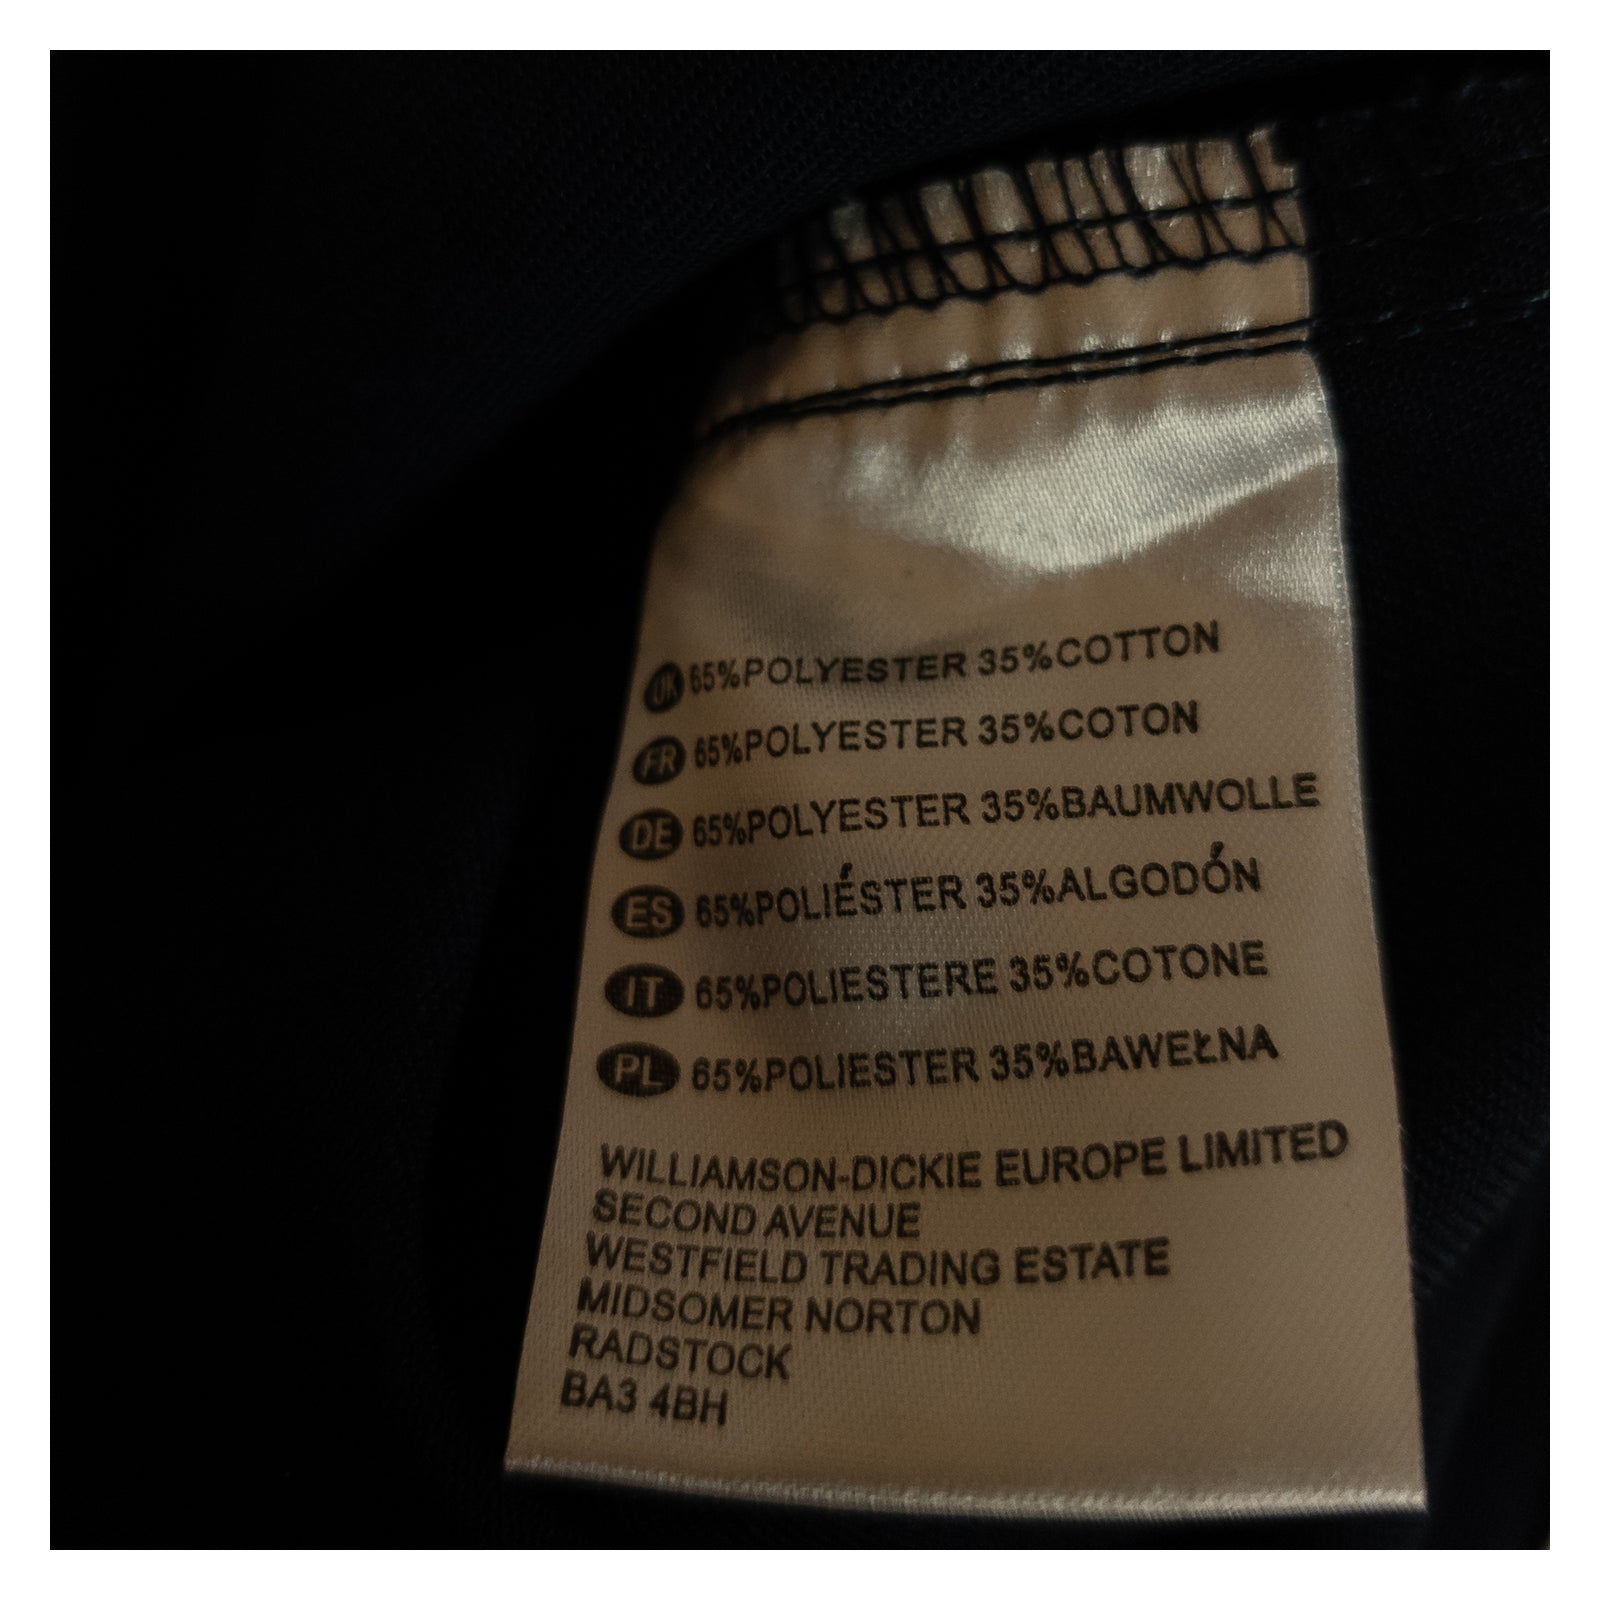 UK 65%POLYESTER 35%COTTON
FR 65%POLYESTER 35%COTON
DE 65%POLYESTER 35%BAUMWOLLE
ES 65%POLIÉSTER 35%ALGODÓN
IT 65%POLIESTERE 35%COTONE
PL 65%POLIESTER 35%BAWEŁNA
WILLIAMSON-DICKIE EUROPE LIMITED
SECOND AVENUE
WESTFIELD TRADING ESTATE
MIDSOMER NORTON
RADSTOCK
BA3 4BH